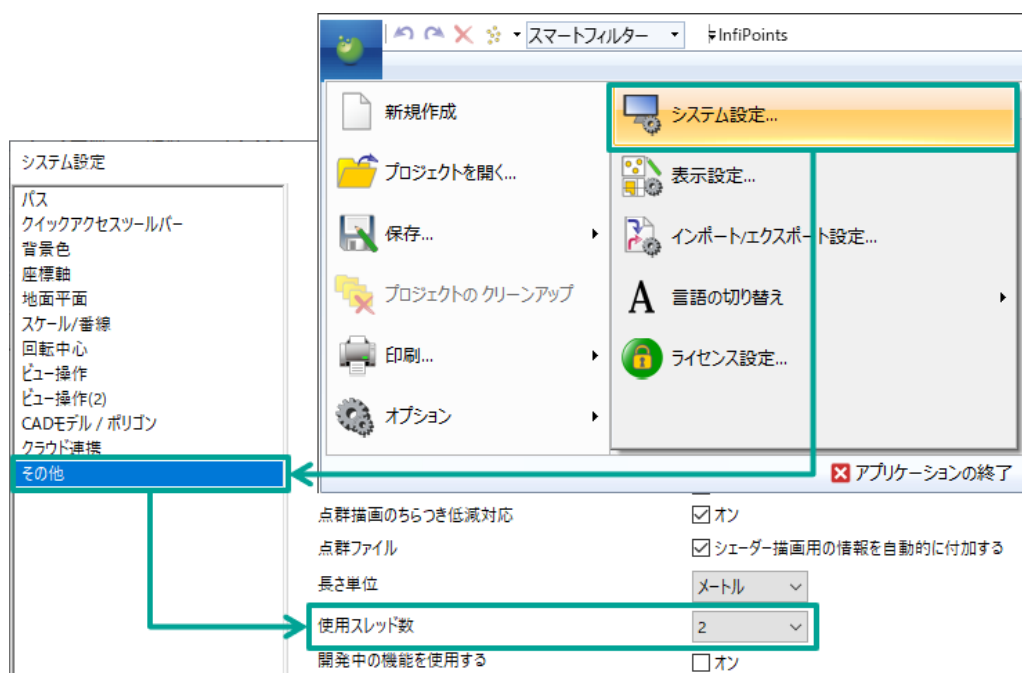 スマートフィルター
InfiPoints
新規作成
プロジェクトを開く...
保存...
プロジェクトの クリーンアップ
印刷...
オプション
システム設定...
表示設定...
インポート/エクスポート設定...
言語の切り替え
ライセンス設定...
アプリケーションの終了
システム設定
パス
クイックアクセスツールバー
背景色
座標軸
地面平面
スケール/番線
回転中心
ビュー操作
ビュー操作(2)
CADモデル / ポリゴン
クラウド連携
その他
点群描画のちらつき低減対応
オン
点群ファイル
シェーダー描画用の情報を自動的に付加する
長さ単位
メートル
使用スレッド数
2
開発中の機能を使用する
オン